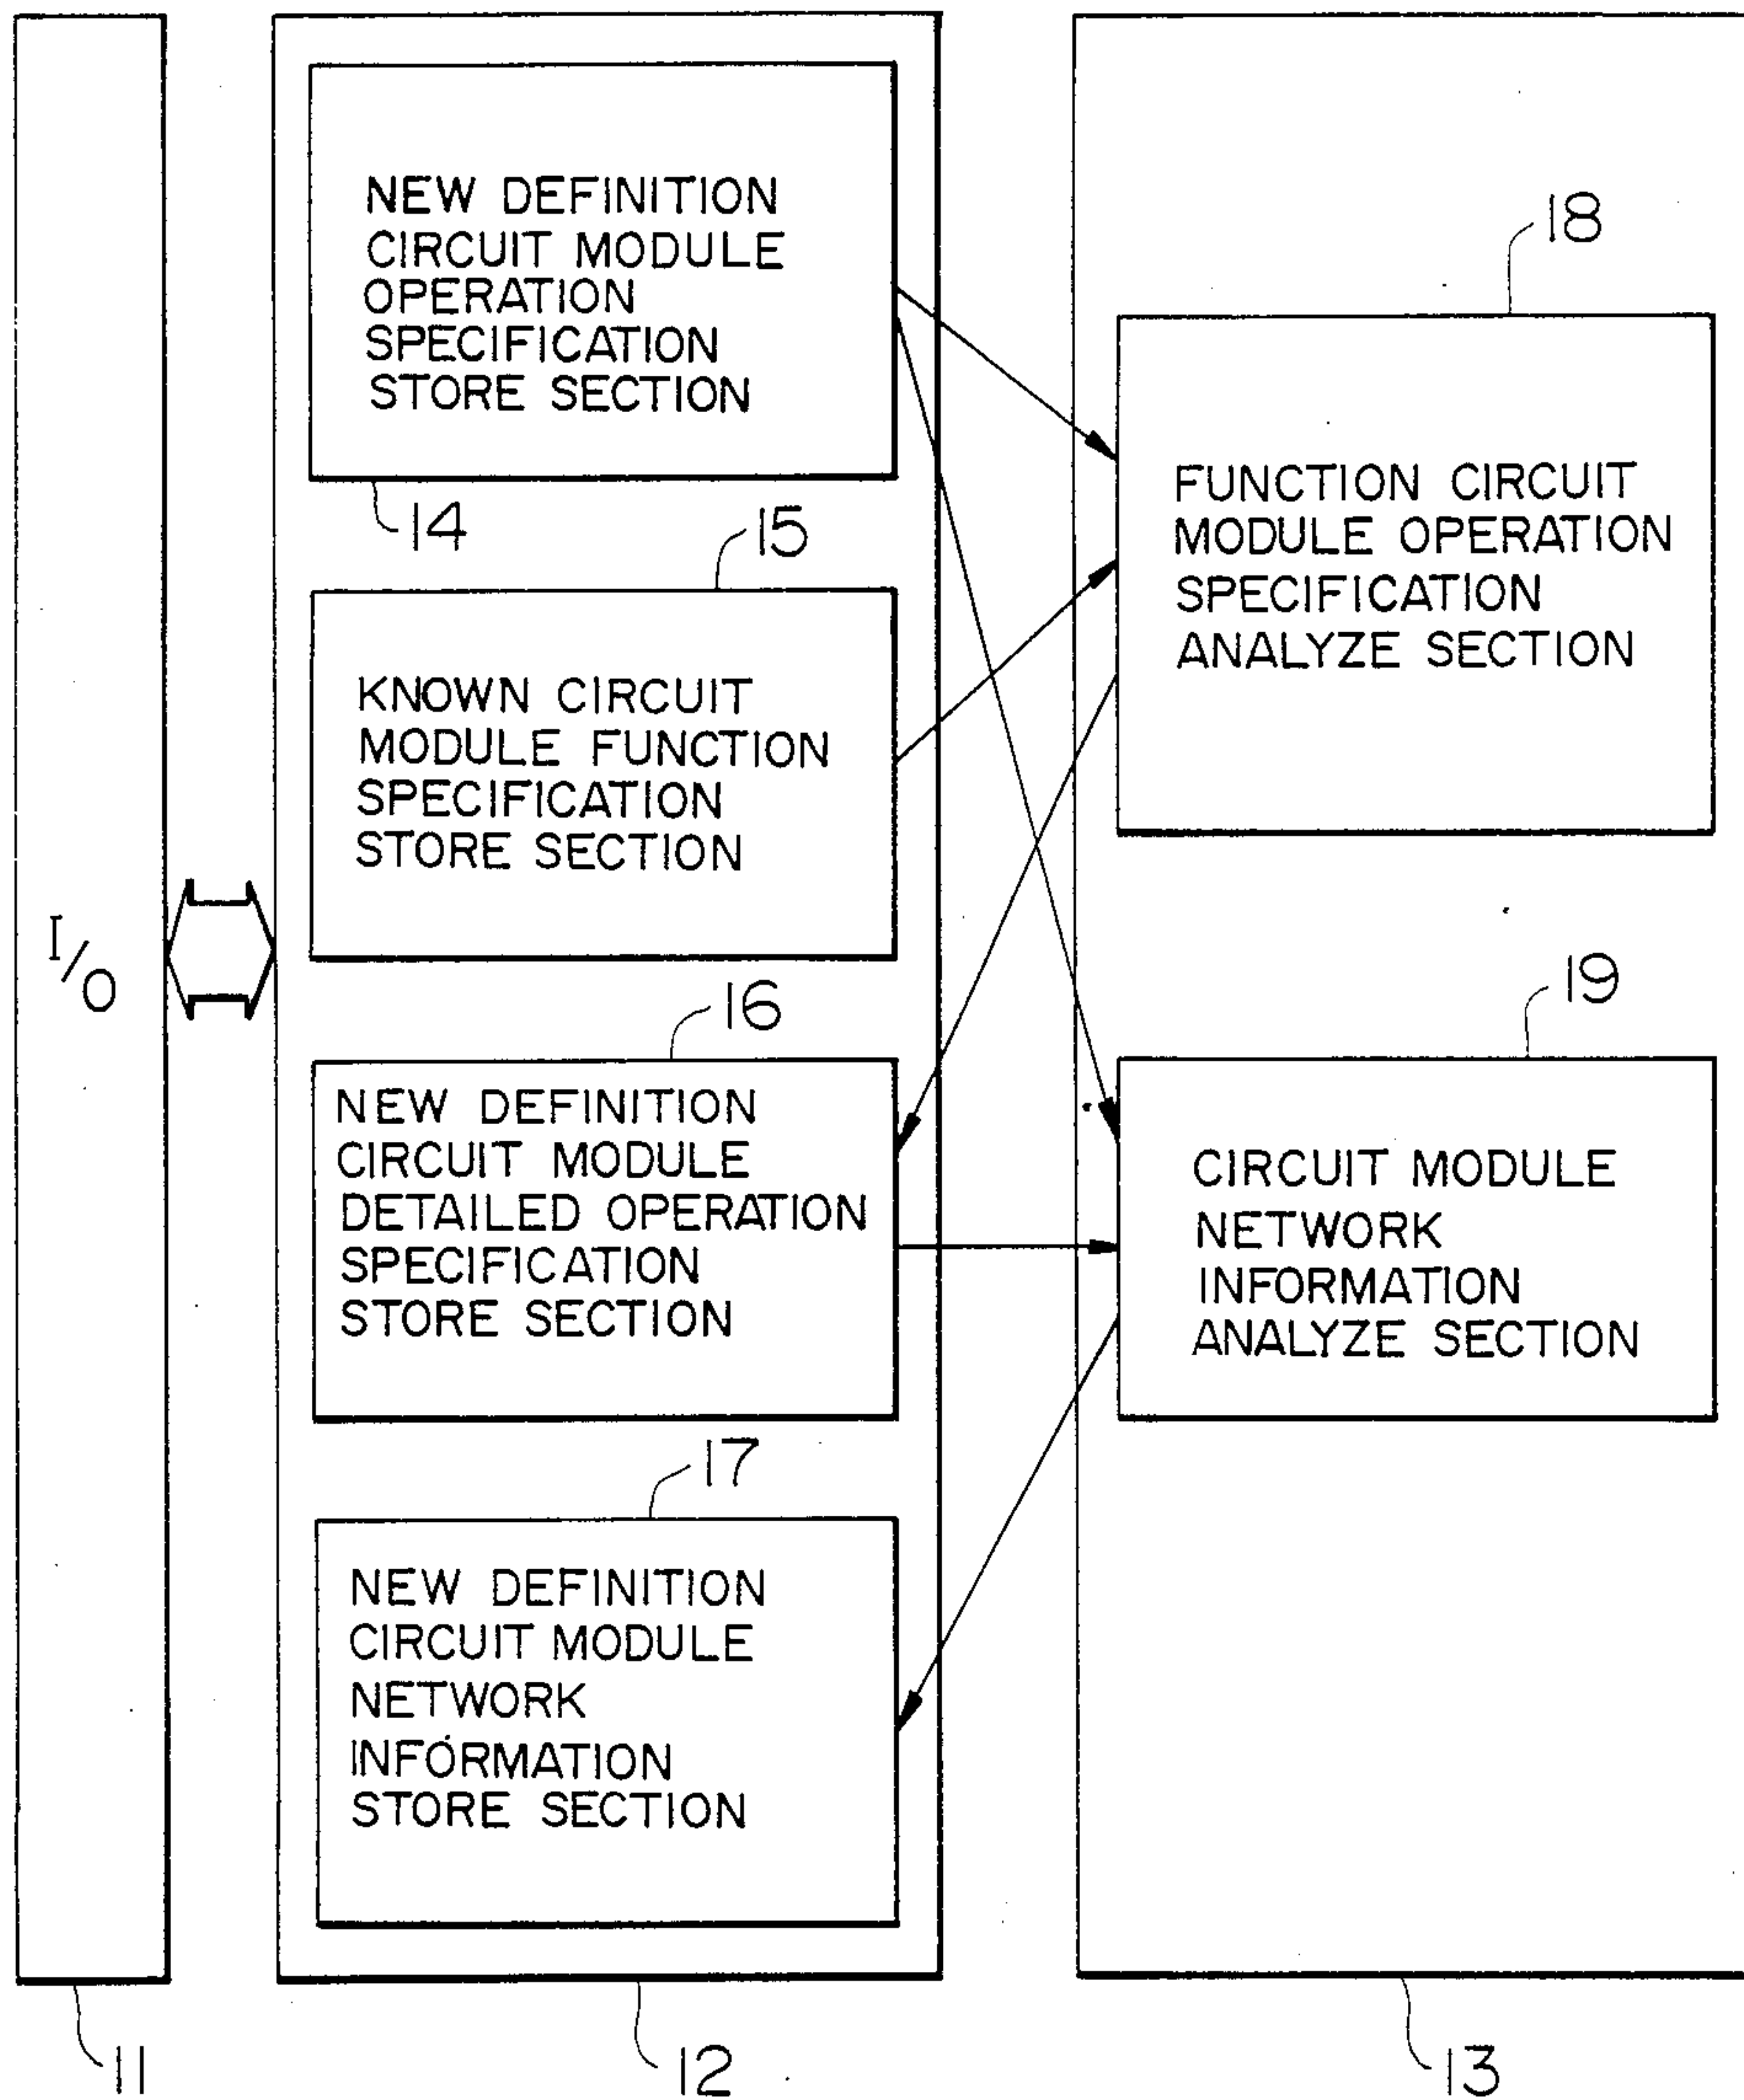 I/O
NEW DEFINITION
CIRCUIT MODULE
OPERATION
SPECIFICATION
STORE SECTION
14
15
KNOWN CIRCUIT
MODULE FUNCTION
SPECIFICATION
STORE SECTION
16
NEW DEFINITION
CIRCUIT MODULE
DETAILED OPERATION
SPECIFICATION
STORE SECTION
17
NEW DEFINITION
CIRCUIT MODULE
NETWORK
INFORMATION
STORE SECTION
18
FUNCTION CIRCUIT
MODULE OPERATION
SPECIFICATION
ANALYZE SECTION
19
CIRCUIT MODULE
NETWORK
INFORMATION
ANALYZE SECTION
11
12
13